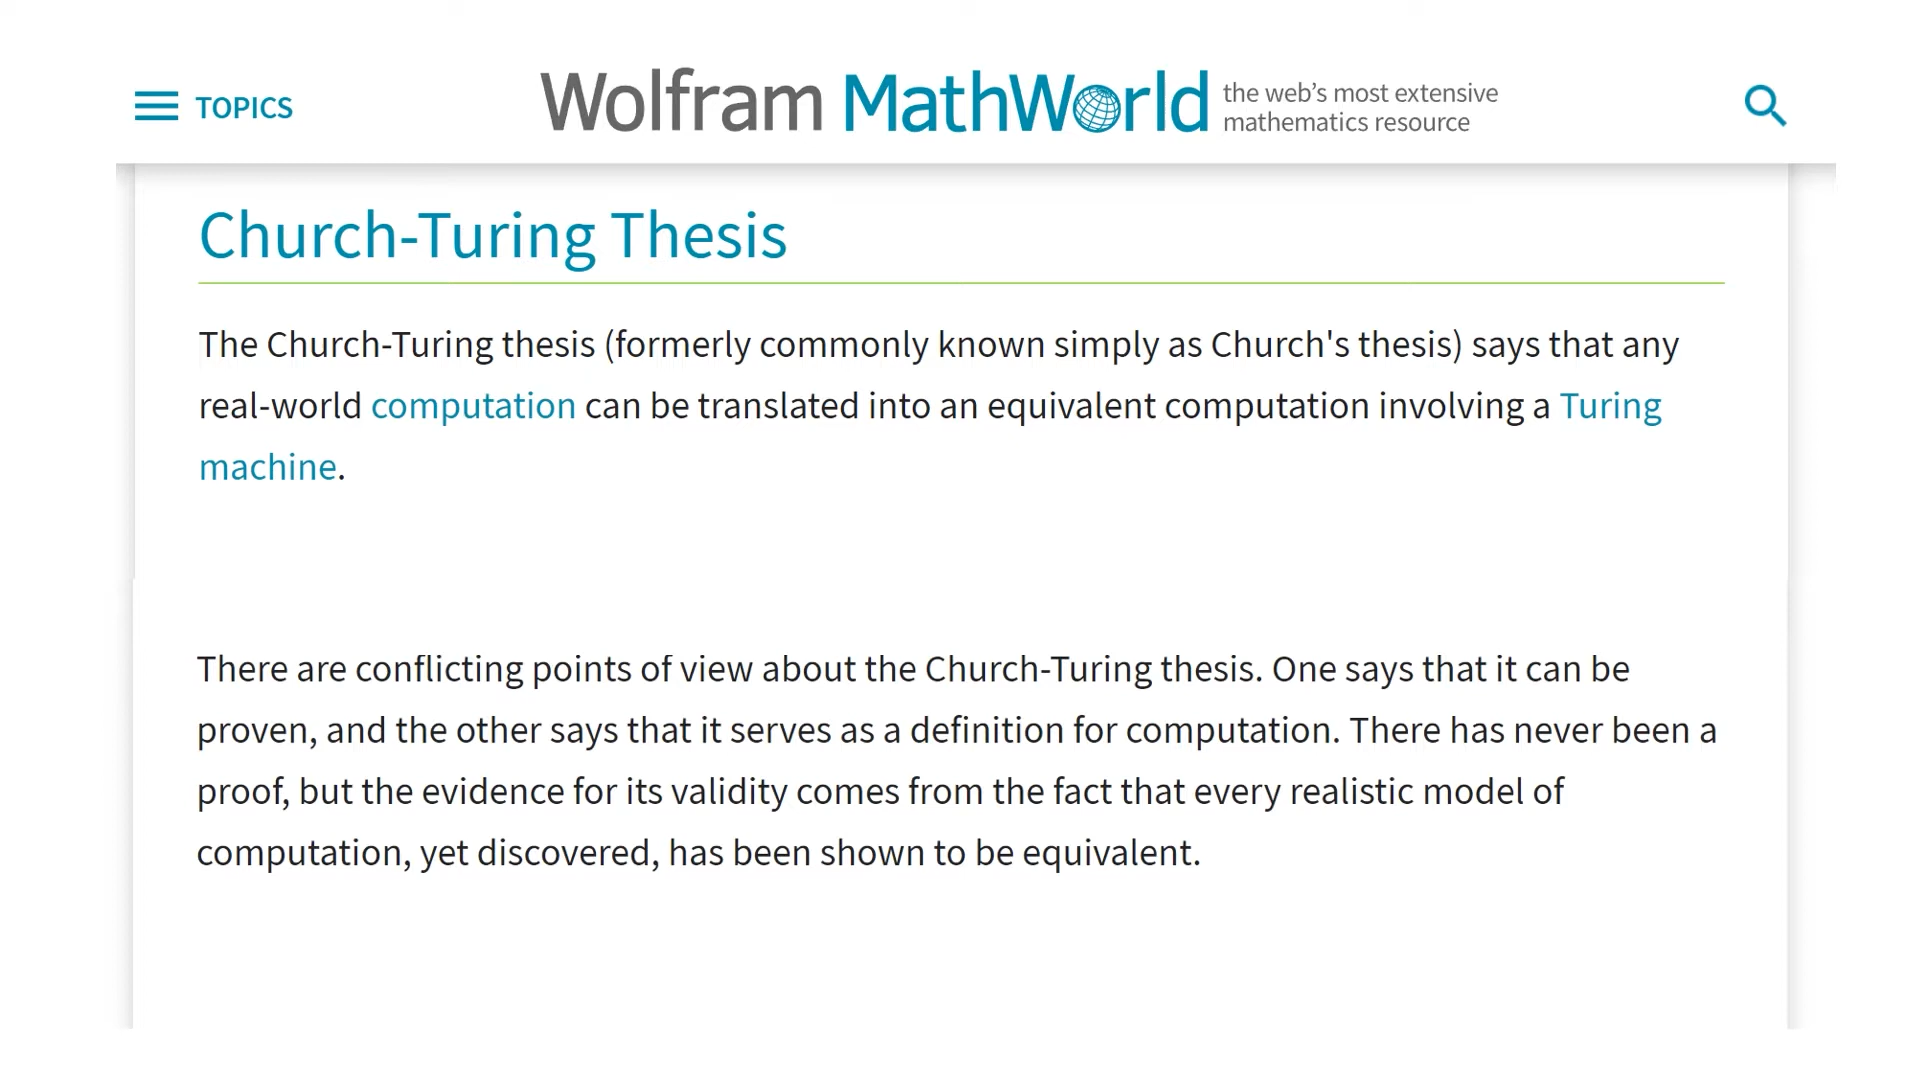 TOPICS
Wolfram MathWorld
the web's most extensive
mathematics resource
Church-Turing Thesis
The Church-Turing thesis (formerly commonly known simply as Church's thesis) says that any
real-world computation can be translated into an equivalent computation involving a Turing
machine.
There are conflicting points of view about the Church-Turing thesis. One says that it can be
proven, and the other says that it serves as a definition for computation. There has never been a
proof, but the evidence for its validity comes from the fact that every realistic model of
computation, yet discovered, has been shown to be equivalent.